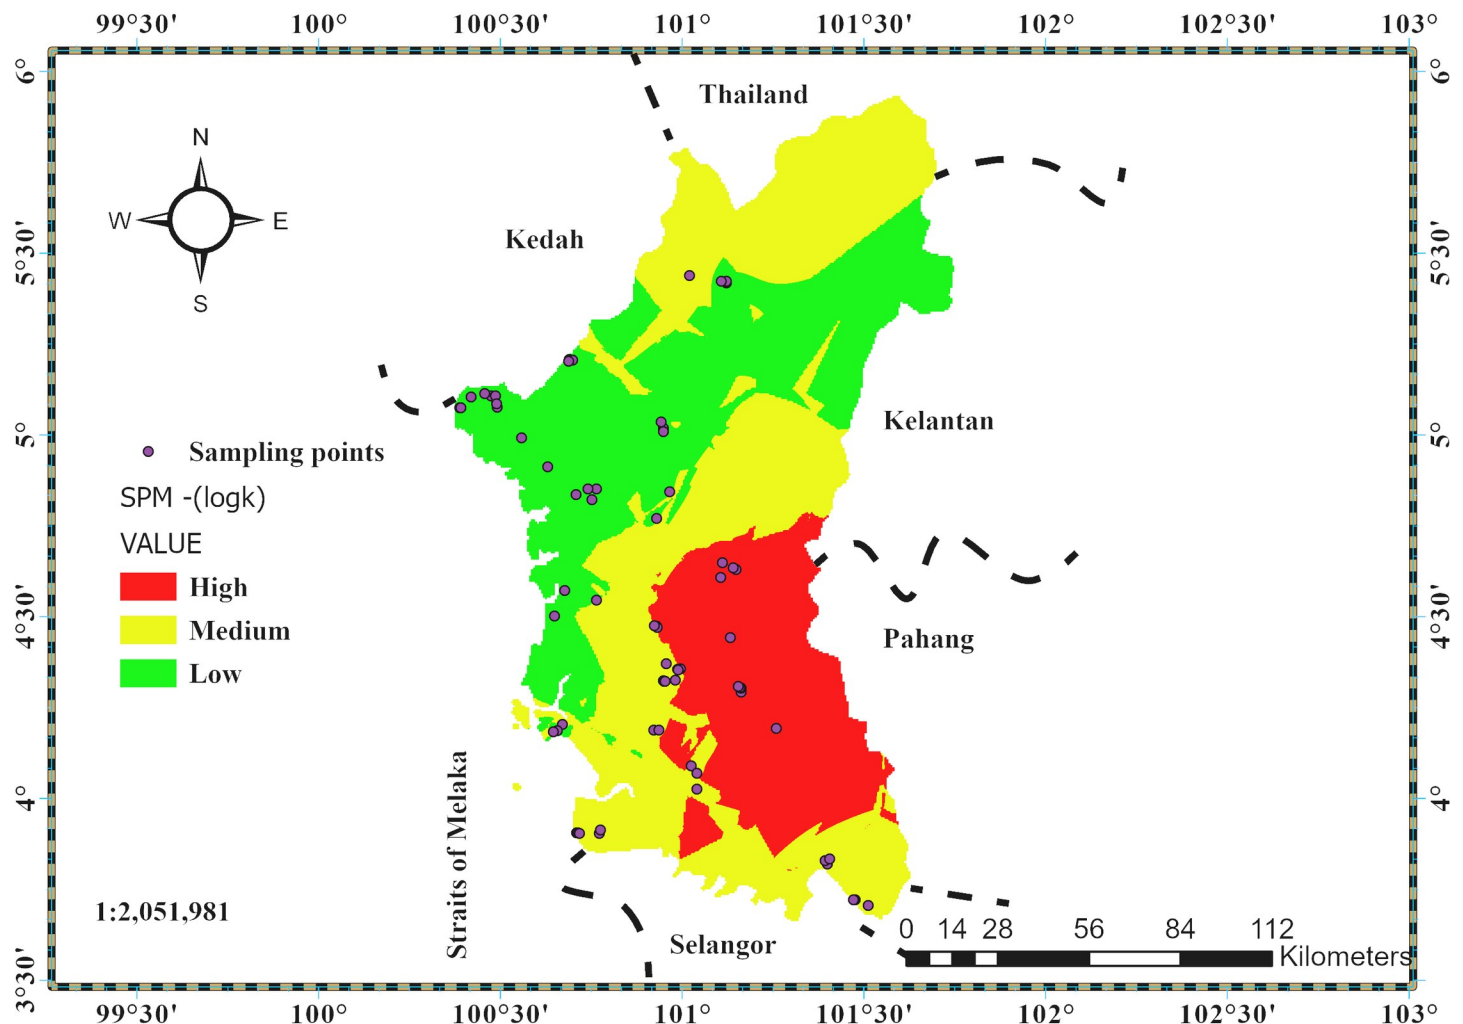 99°30' 100° 100°30' 101° 101°30' 102° 102°30' 103°
6° 6°
Thailand
N
W E
S
Kedah
5°30' 5°30'
Kelantan
5° 5°
Sampling points
SPM -(logk)
VALUE
High
Medium
Low
4°30' 4°30'
Pahang
4° 4°
Straits of Melaka
1:2,051,981
Selangor
0 14 28 56 84 112
Kilometers
3°30' 3°30'
99°30' 100° 100°30' 101° 101°30' 102° 102°30' 103°